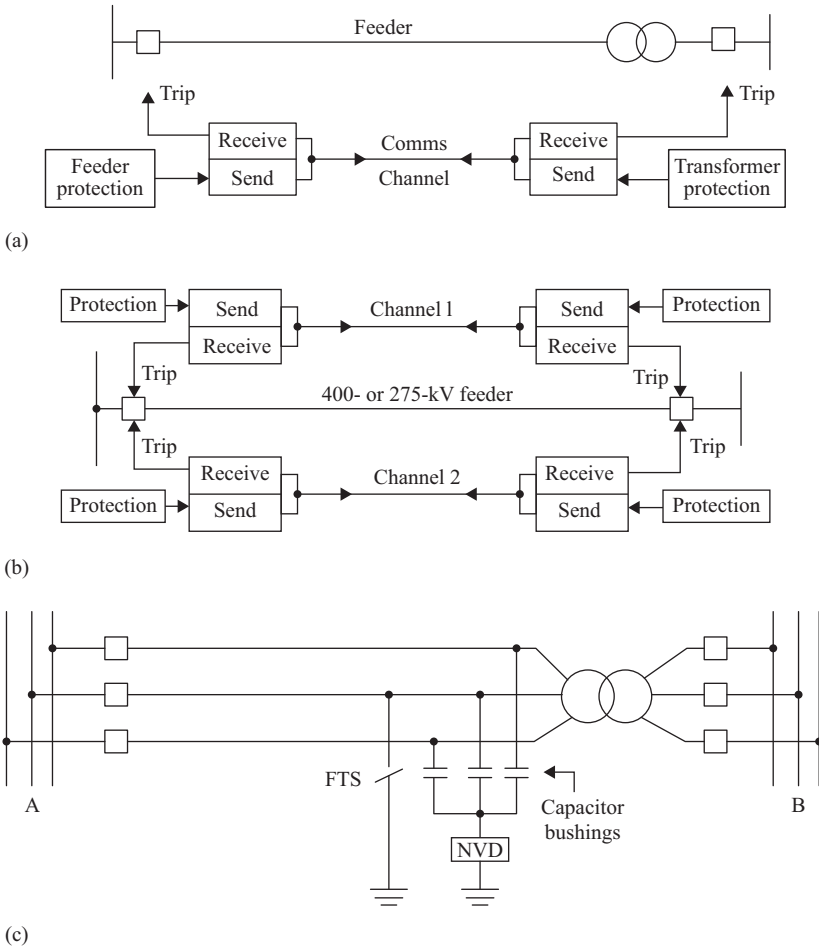 Feeder
Trip
Trip
Receive
Comms
Receive
Feeder
protection
Send
Channel
Send
Transformer
protection
(a)
Protection
Send
Channel 1
Send
Protection
Receive
Receive
Trip
Trip
400- or 275-kV feeder
Trip
Trip
Receive
Channel 2
Receive
Protection
Send
Send
Protection
(b)
FTS
A
Capacitor
bushings
B
NVD
(c)